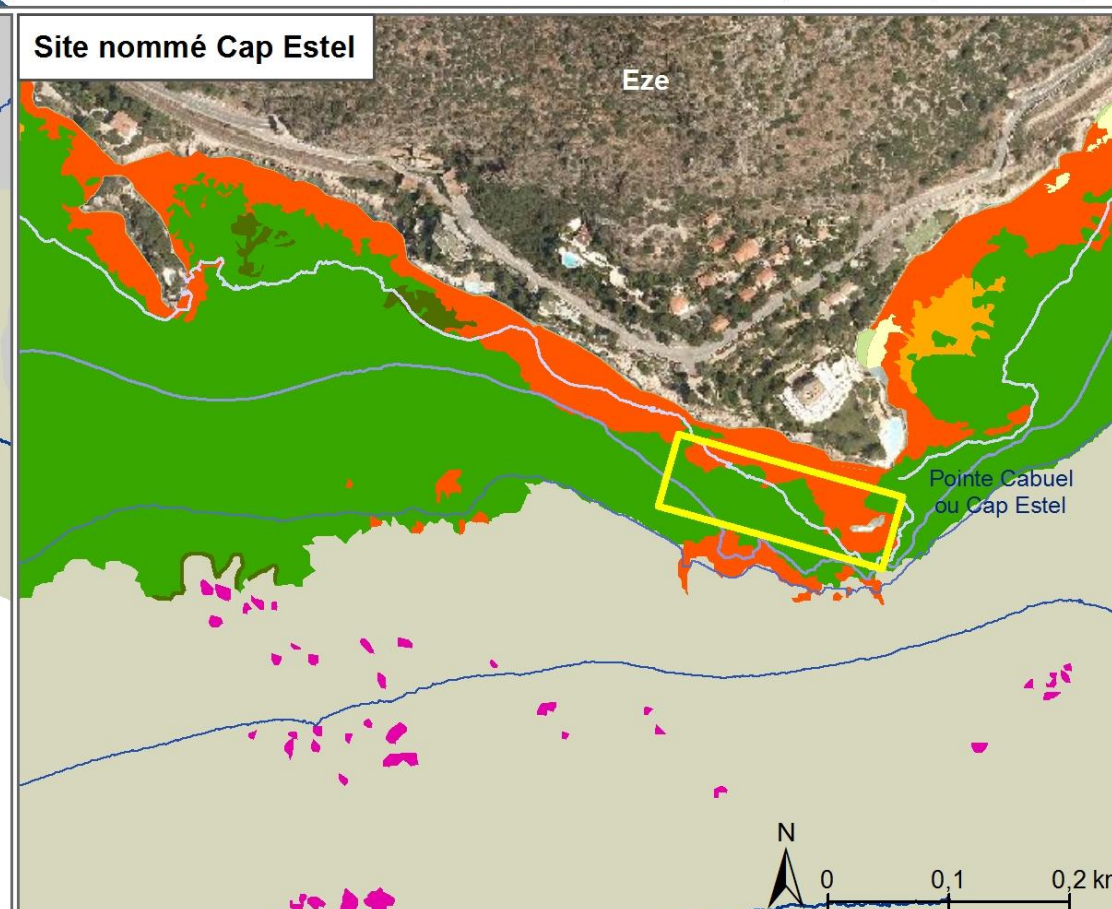 Site nommé Cap Estel
Eze
Pointe Cabuel
ou Cap Estel
N
0 0,1 0,2 km